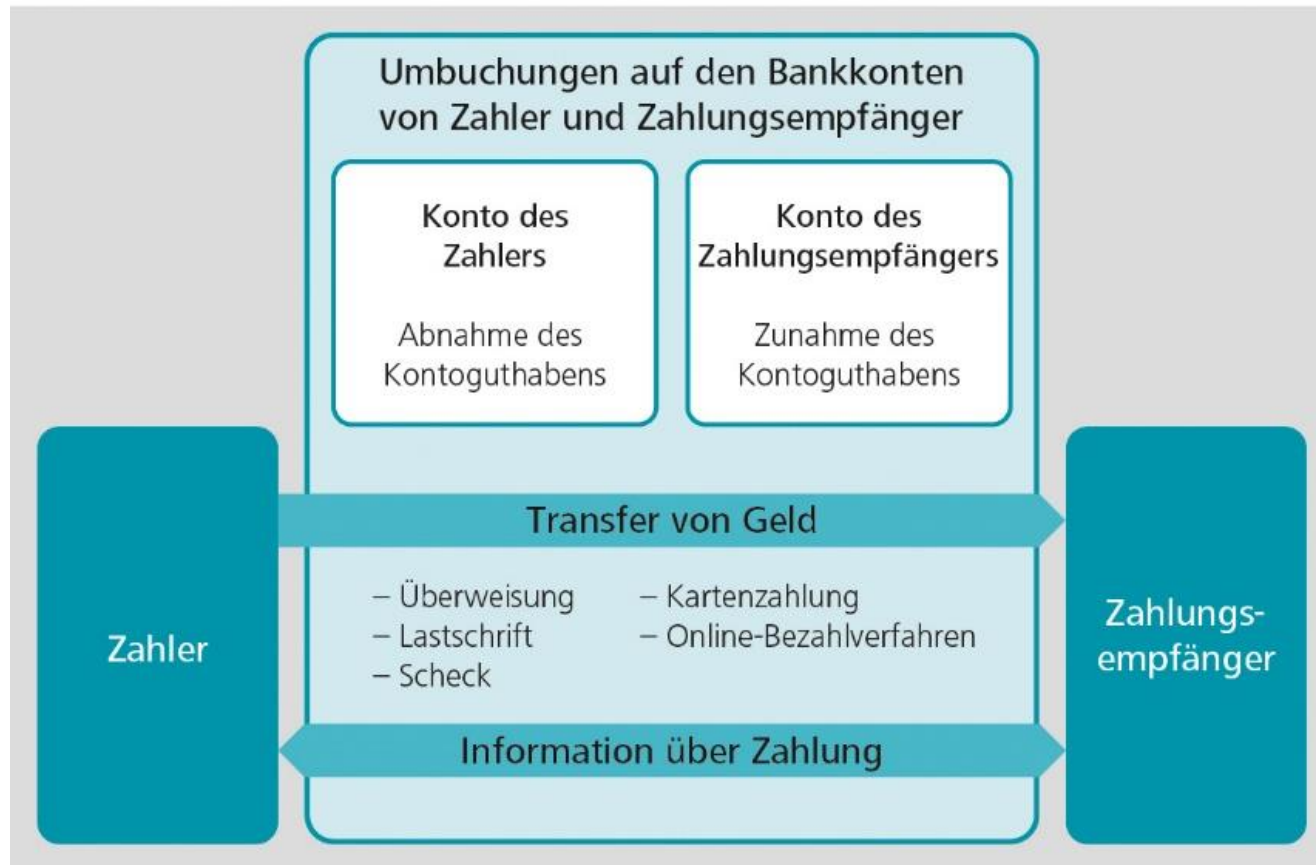 Umbuchungen auf den Bankkonten
von Zahler und Zahlungsempfänger
Konto des
Zahlers
Abnahme des
Kontoguthabens
Konto des
Zahlungsempfängers
Zunahme des
Kontoguthabens
Transfer von Geld
– Überweisung
– Lastschrift
– Scheck
– Kartenzahlung
– Online-Bezahlverfahren
Zahler
Zahlungs-
empfänger
Information über Zahlung